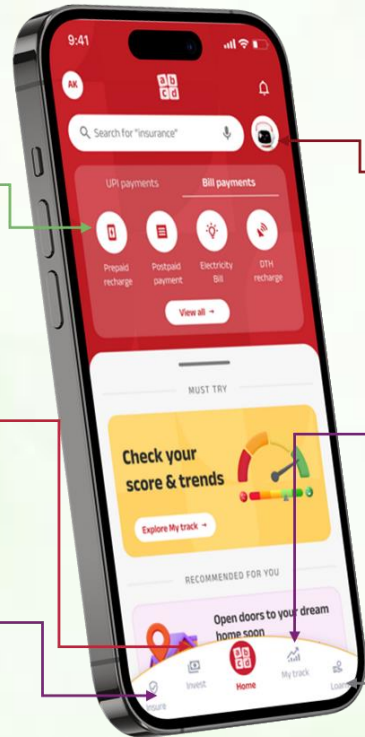 9:41
AK
a b
c d
Search for "insurance"
UPI payments
Bill payments
Prepaid
recharge
Postpaid
payment
Electricity
Bill
DTH
recharge
View all →
MUST TRY
Check your
score & trends
Explore My track →
RECOMMENDED FOR YOU
Open doors to your dream
home soon
Insure
Invest
a b
c d
Home
My track
Loans